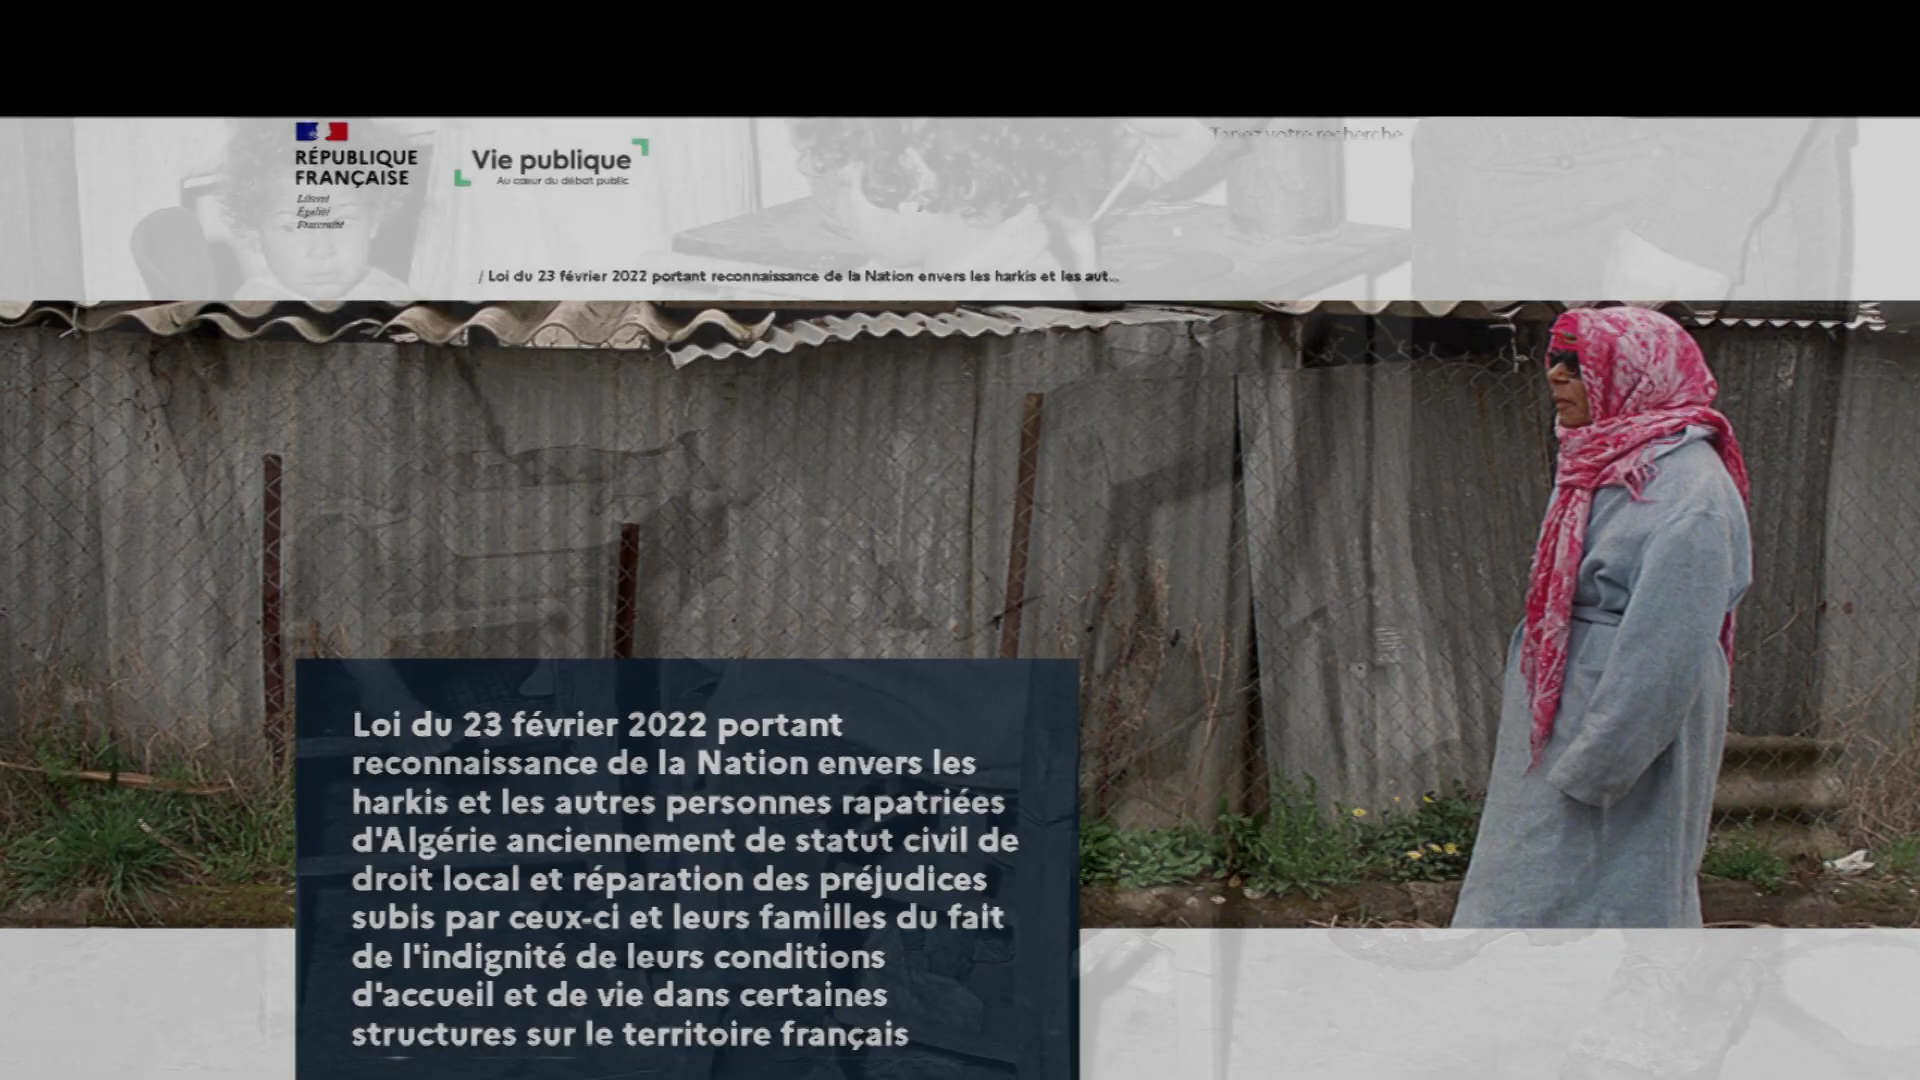 RÉPUBLIQUE
FRANÇAISE
Liberté
Égalité
Fraternité
Vie publique
Au cœur du débat public
Tapez votre recherche
/ Loi du 23 février 2022 portant reconnaissance de la Nation envers les harkis et les aut...
Loi du 23 février 2022 portant
reconnaissance de la Nation envers les
harkis et les autres personnes rapatriées
d'Algérie anciennement de statut civil de
droit local et réparation des préjudices
subis par ceux-ci et leurs familles du fait
de l'indignité de leurs conditions
d'accueil et de vie dans certaines
structures sur le territoire français